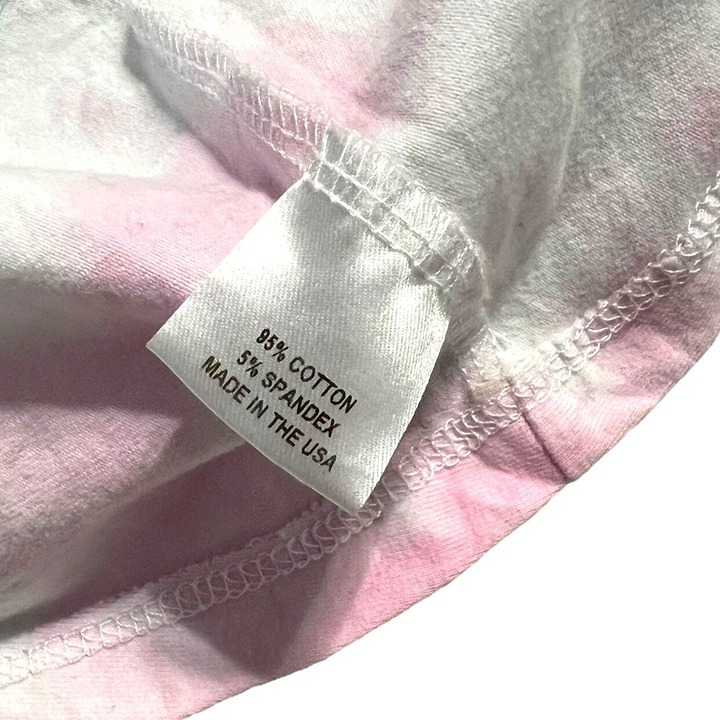 95% COTTON
5% SPANDEX
MADE IN THE USA